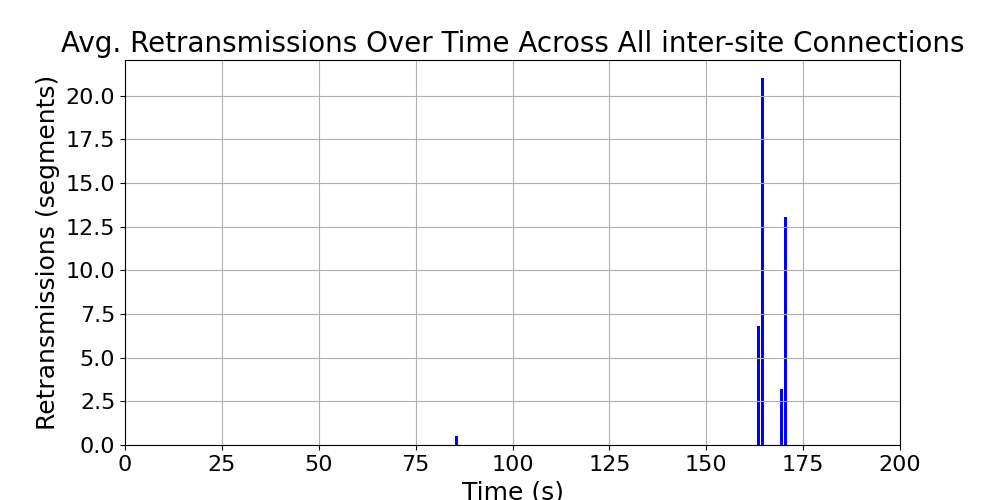 Avg. Retransmissions Over Time Across All inter-site Connections
Retransmissions (segments)
20.0
17.5
15.0
12.5
10.0
7.5
5.0
2.5
0.0
0 25 50 75 100 125 150 175 200
Time (s)